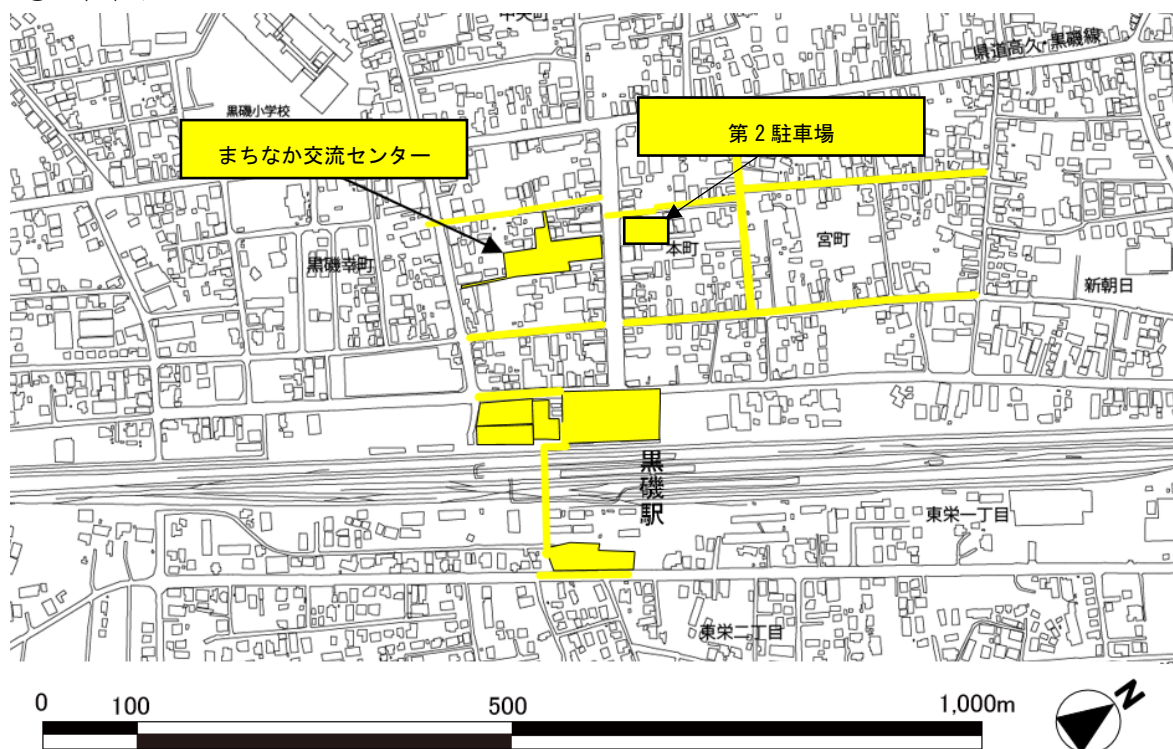 中央町
県道高久・黒磯線
黒磯小学校
第2駐車場
まちなか交流センター
本町
宮町
黒磯幸町
新朝日
黒磯駅
東栄一丁目
東栄二丁目
0 100 500 1,000m
N